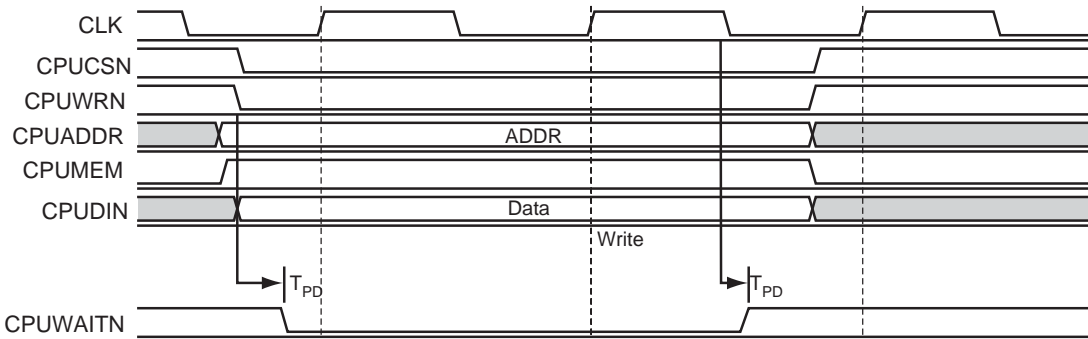 CLK
CPUCSN
CPUWRN
CPUADDR
ADDR
CPUMEM
CPUDIN
Data
Write
TPD
TPD
CPUWAITN